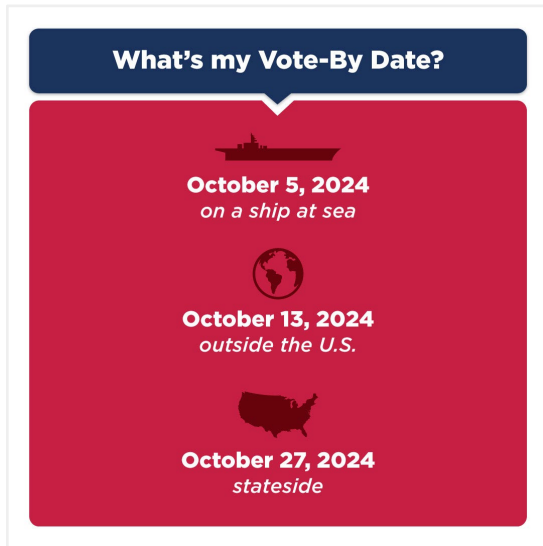 What’s my Vote-By Date?
October 5, 2024
on a ship at sea
October 13, 2024
outside the U.S.
October 27, 2024
stateside